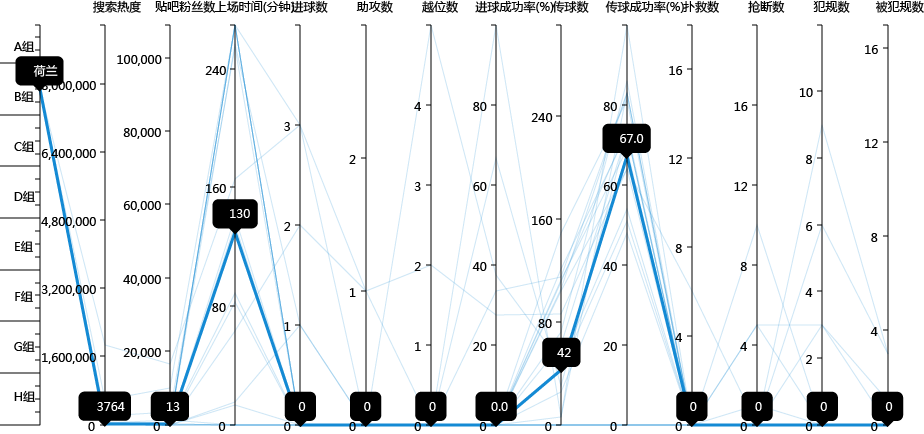 搜索热度 贴吧粉丝数 上场时间(分钟) 进球数 助攻数 越位数 进球成功率(%) 传球数 传球成功率(%) 扑救数 抢断数 犯规数 被犯规数
A组 荷兰 B组 C组 D组 E组 F组 G组 H组
8,000,000 6,400,000 4,800,000 3,200,000 1,600,000 3764 0
100,000 80,000 60,000 40,000 20,000 13 0
240 160 130 80 0
3 2 1 0 0
2 1 0 0
4 3 2 1 0 0
80 60 40 20 0.0 0
240 160 80 42 0
80 67.0 60 40 20 0
16 12 8 4 0 0
16 12 8 4 0 0
10 8 6 4 2 0 0
16 12 8 4 0 0